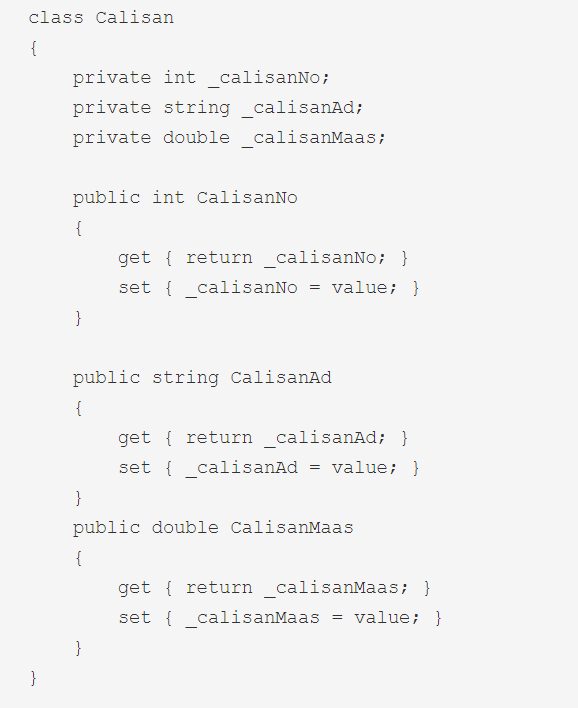 class Calisan
{
    private int _calisanNo;
    private string _calisanAd;
    private double _calisanMaas;

    public int CalisanNo
    {
        get { return _calisanNo; }
        set { _calisanNo = value; }
    }

    public string CalisanAd
    {
        get { return _calisanAd; }
        set { _calisanAd = value; }
    }
    public double CalisanMaas
    {
        get { return _calisanMaas; }
        set { _calisanMaas = value; }
    }
}